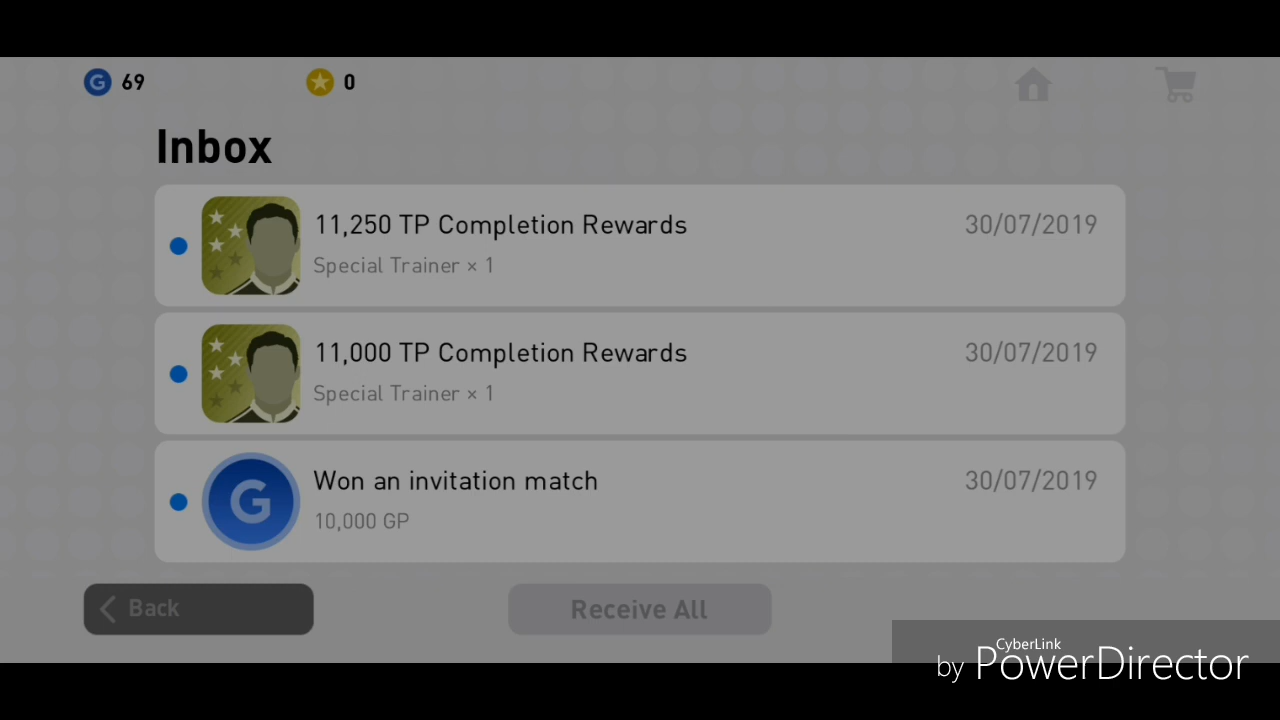 69
0
Inbox
11,250 TP Completion Rewards 30/07/2019
Special Trainer × 1
11,000 TP Completion Rewards 30/07/2019
Special Trainer × 1
Won an invitation match 30/07/2019
10,000 GP
Back
Receive All
CyberLink
by PowerDirector